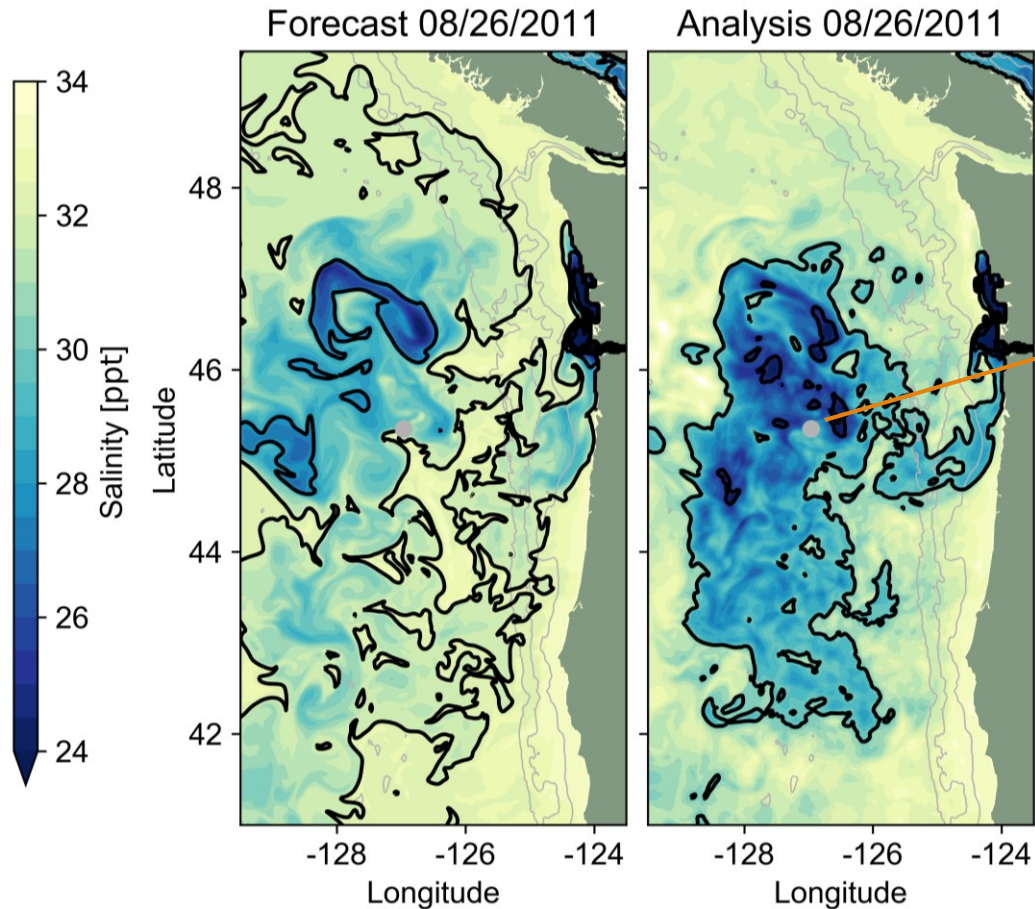 Forecast 08/26/2011
Analysis 08/26/2011
34
32
30
28
26
24
Salinity [ppt]
48
46
44
42
Latitude
-128
-126
-124
Longitude
-128
-126
-124
Longitude